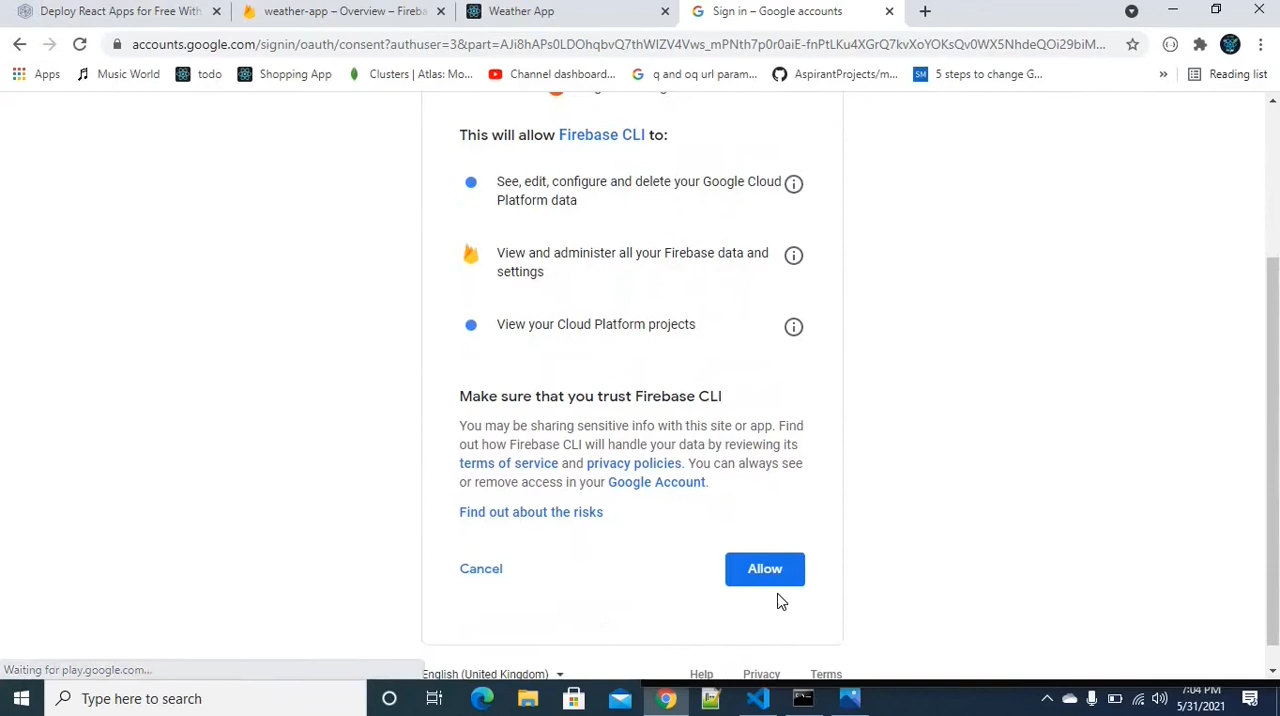 Deploy React Apps for Free With
weather-app – Overview – Fireba
Weather App
Sign in – Google accounts
accounts.google.com/signin/oauth/consent?authuser=3&part=AJi8hAPs0LDOhqbvQ7thWlZV4Vws_mPNth7p0r0aiE-fnPtLKu4XGrQ7kvXoYOKsQv0WX5NhdeQOi29biM...
Apps
Music World
todo
Shopping App
Clusters | Atlas: Mo...
Channel dashboard...
q and oq url param...
AspirantProjects/m...
SM
5 steps to change G...
»
Reading list
This will allow Firebase CLI to:
See, edit, configure and delete your Google Cloud
Platform data
View and administer all your Firebase data and
settings
View your Cloud Platform projects
Make sure that you trust Firebase CLI
You may be sharing sensitive info with this site or app. Find
out how Firebase CLI will handle your data by reviewing its
terms of service and privacy policies. You can always see
or remove access in your Google Account.
Find out about the risks
Cancel
Allow
Waiting for play.google.com...
English (United Kingdom)
Help
Privacy
Terms
Type here to search
7:04 PM
5/31/2021